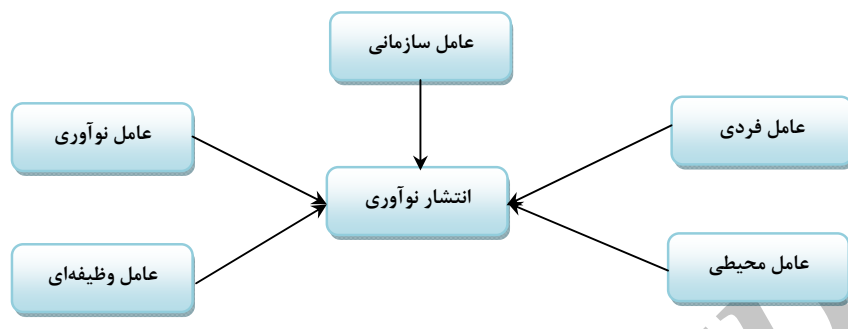 عامل سازمانی
عامل فردی
عامل نوآوری
انتشار نوآوری
عامل محیطی
عامل وظیفه‌ای